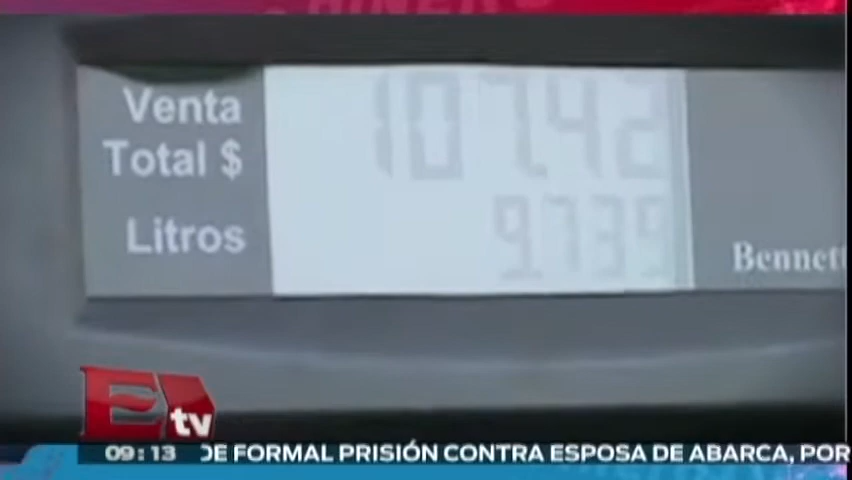 Venta
Total $
107.42
Litros
9.739
Bennett
E tv
09:13
DE FORMAL PRISIÓN CONTRA ESPOSA DE ABARCA, POR